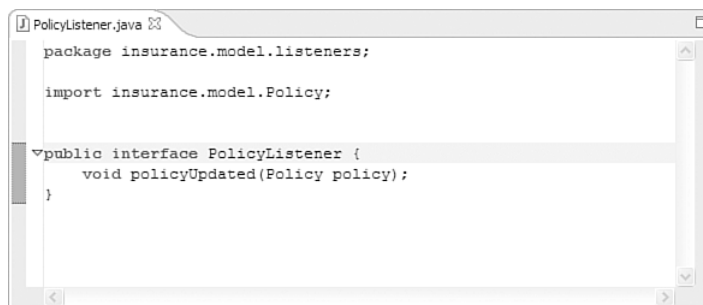 PolicyListener.java
package insurance.model.listeners;
import insurance.model.Policy;
public interface PolicyListener {
void policyUpdated(Policy policy);
}